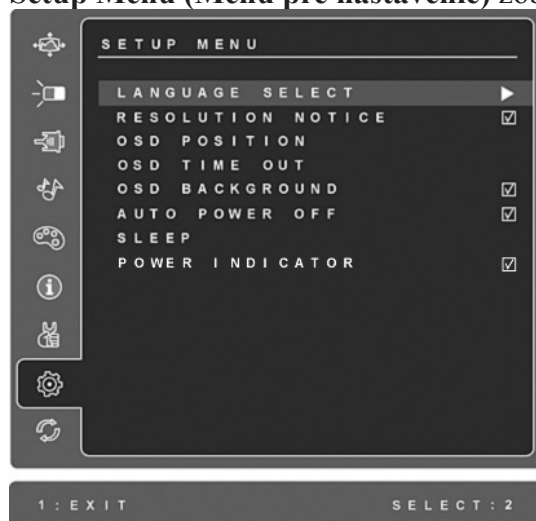 Setup Menu (Menu pre nastavenie)
SETUP MENU
LANGUAGE SELECT
RESOLUTION NOTICE
OSD POSITION
OSD TIME OUT
OSD BACKGROUND
AUTO POWER OFF
SLEEP
POWER INDICATOR
1:EXIT SELECT:2